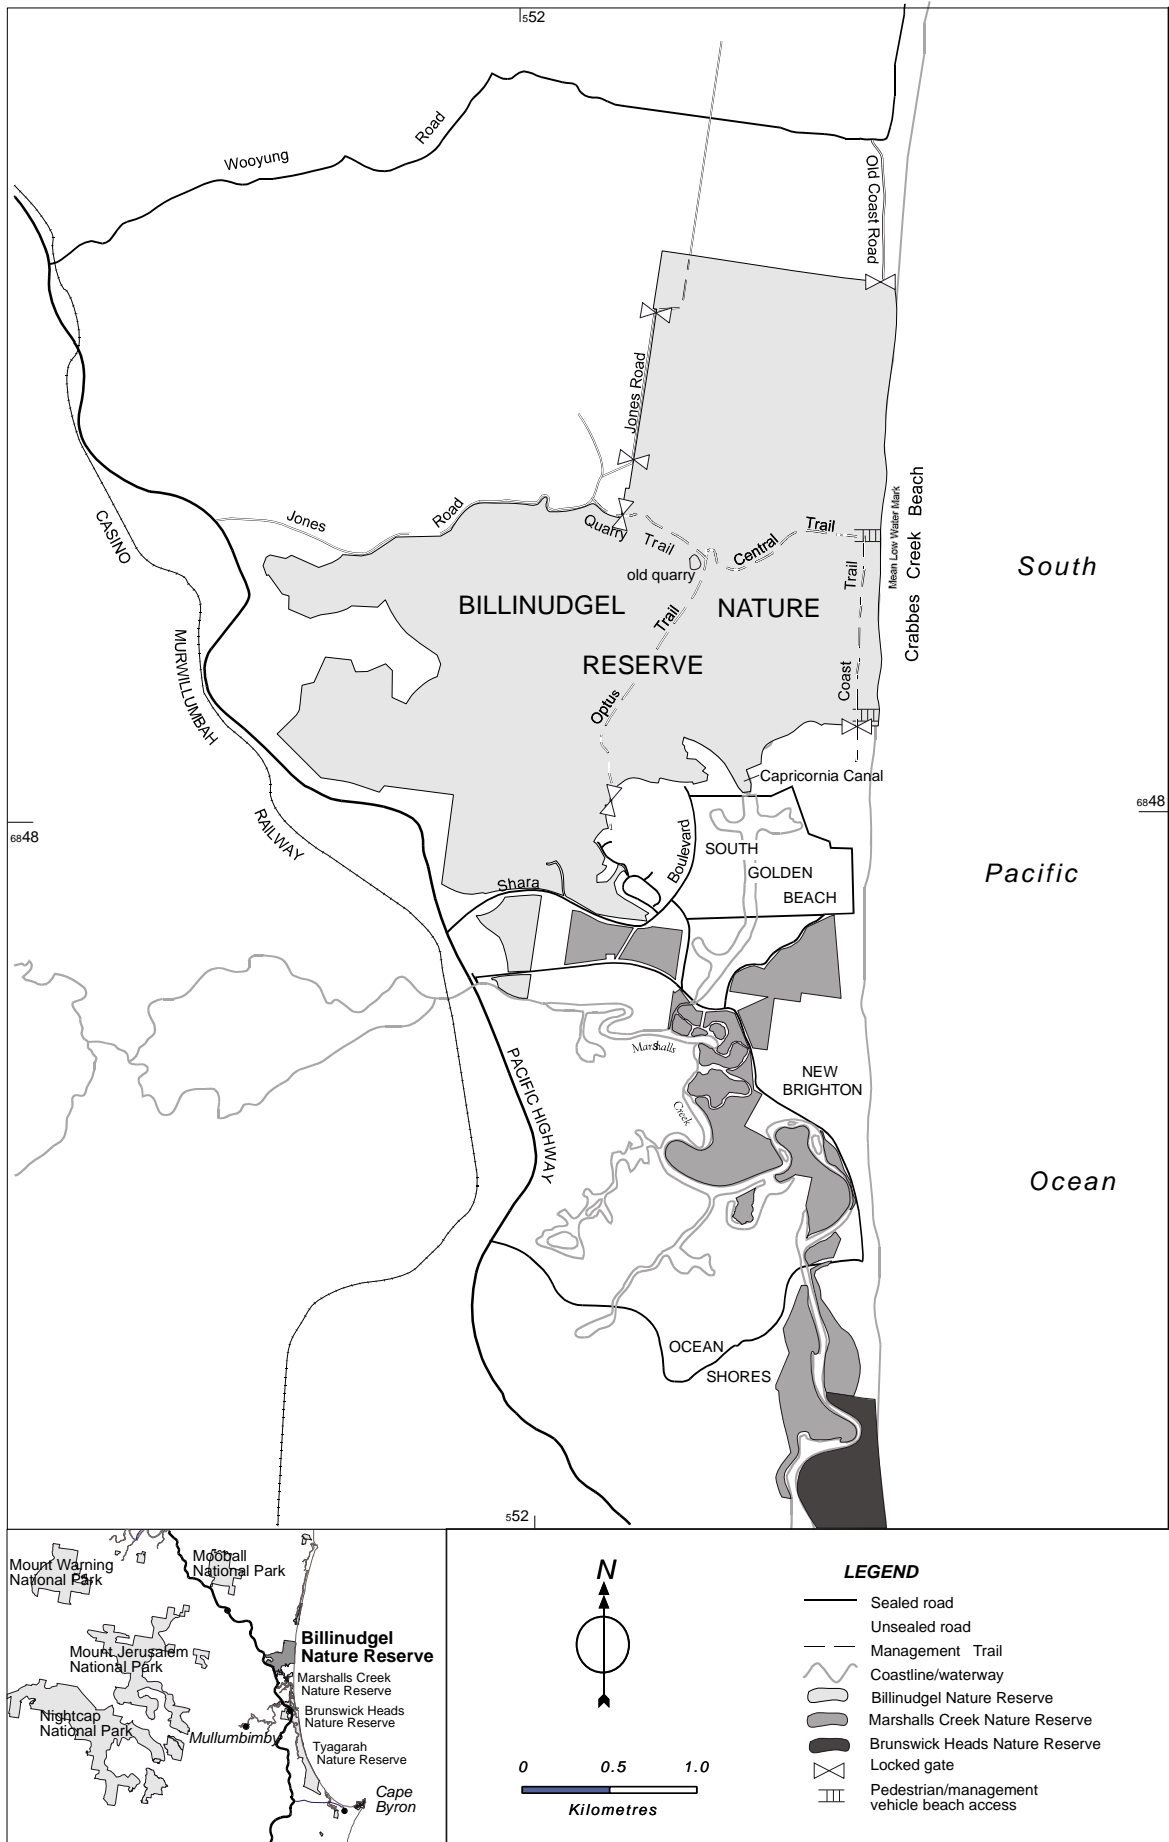 552
Wooyung Road
Old Coast Road
Jones Road
Jones Road
Quarry Trail
old quarry
Central Trail
Coast Trail
Mean Low Water Mark
Crabbes Creek Beach
CASINO
MURWILLUMBAH
RAILWAY
BILLINUDGEL NATURE
RESERVE
Optus Trail
South
Pacific
Ocean
Capricornia Canal
6848
6848
Shara Boulevard
SOUTH
GOLDEN
BEACH
Marshalls
Creek
PACIFIC HIGHWAY
NEW
BRIGHTON
OCEAN
SHORES
552
Mount Warning
National Park
Mooball
National Park
Mount Jerusalem
National Park
Nightcap
National Park
Billinudgel
Nature Reserve
Marshalls Creek
Nature Reserve
Brunswick Heads
Nature Reserve
Mullumbimby
Tyagarah
Nature Reserve
Cape
Byron
N
0 0.5 1.0
Kilometres
LEGEND
Sealed road
Unsealed road
Management Trail
Coastline/waterway
Billinudgel Nature Reserve
Marshalls Creek Nature Reserve
Brunswick Heads Nature Reserve
Locked gate
Pedestrian/management
vehicle beach access